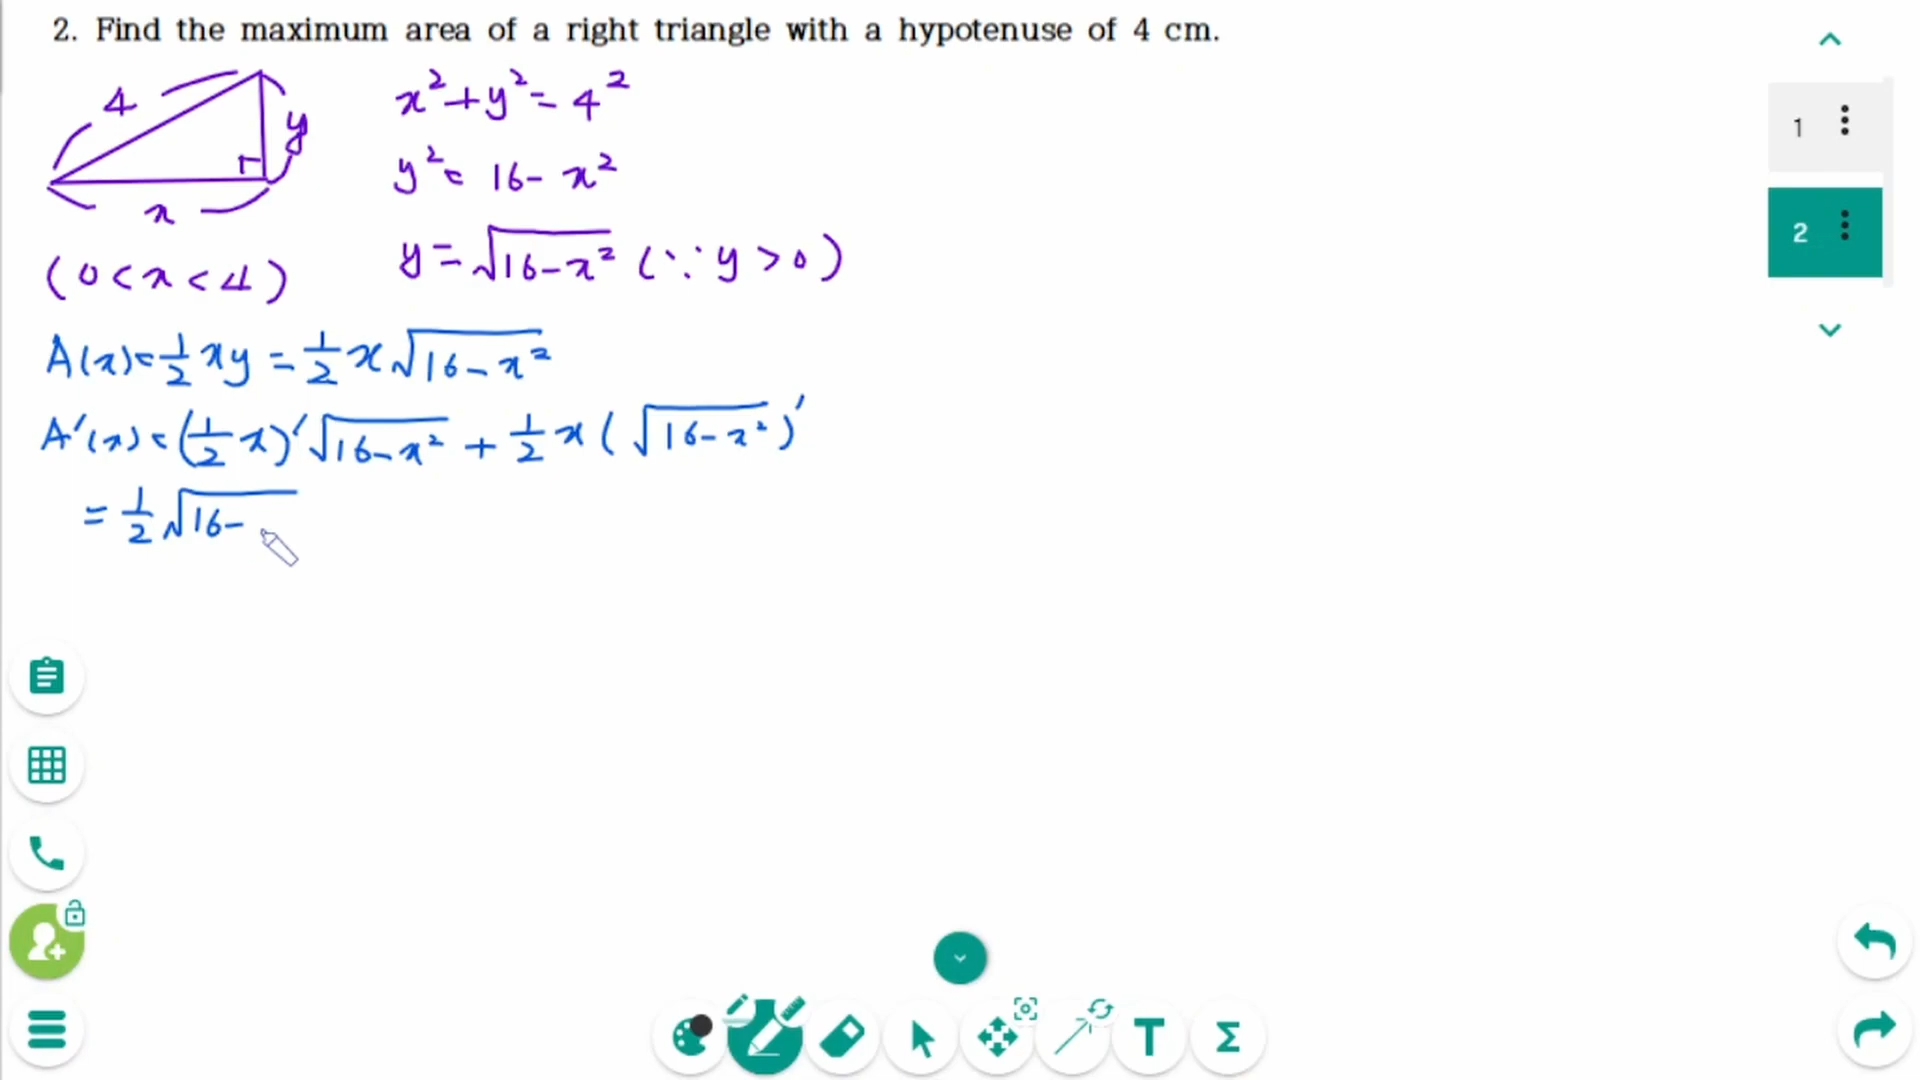 2. Find the maximum area of a right triangle with a hypotenuse of 4 cm.
4
y
x
(0<x<4)
x²+y²=4²
y²=16-x²
y=√16-x² (∵y>0)
A(x)=1/2xy=1/2x√16-x²
A'(x)=(1/2x)'√16-x²+1/2x(√16-x²)'
=1/2√16-
1
2
T
Σ